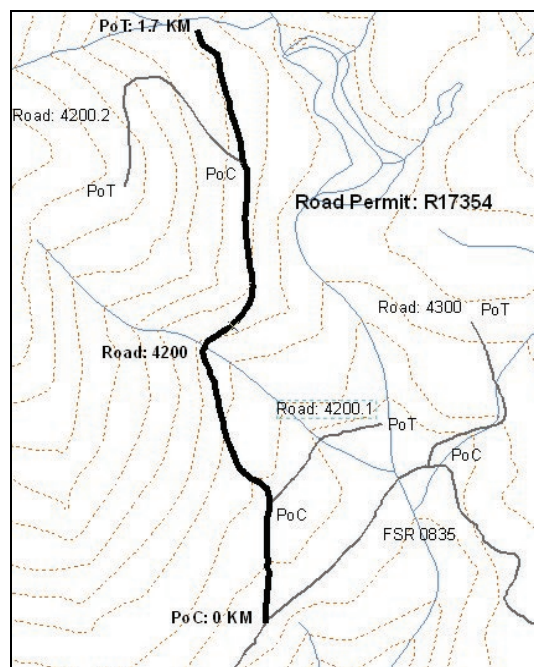 PoT: 1.7 KM
Road: 4200.2
PoC
PoT
Road Permit: R17354
Road: 4300
PoT
Road: 4200
Road: 4200.1
PoT
PoC
PoC
FSR 0835
PoC: 0 KM